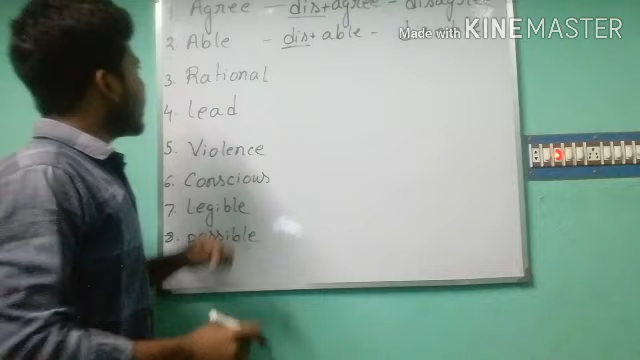 Agree - dis+agree - disagree
2. Able - dis+able -
3. Rational
4. Lead
5. Violence
6. Conscious
7. Legible
8. possible
Made with KINEMASTER